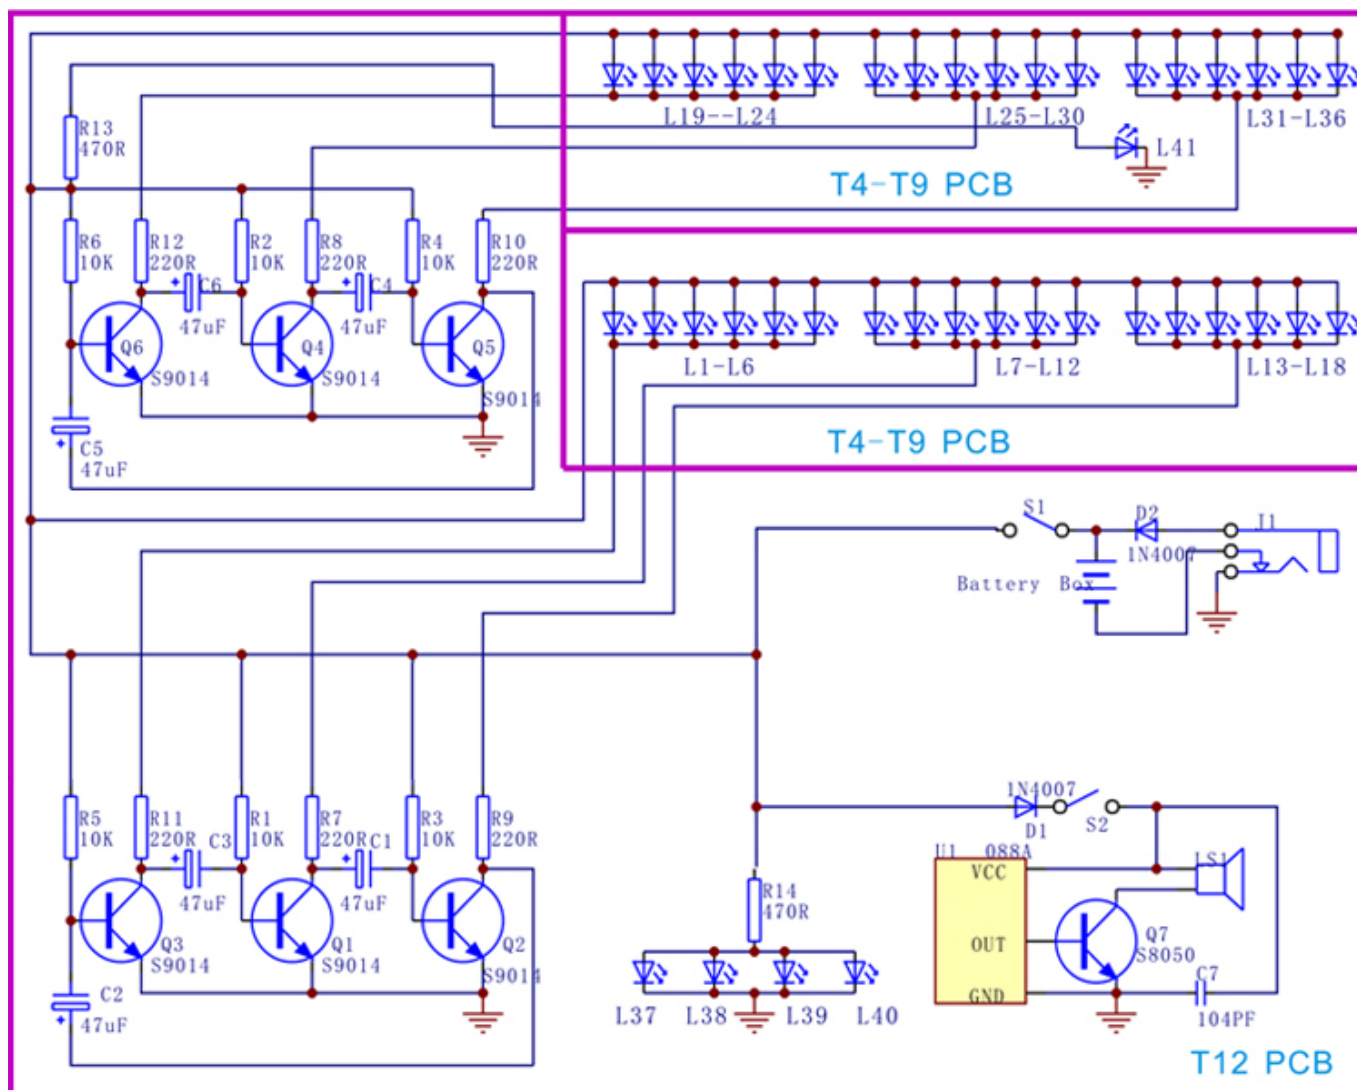 L19--L24
L25-L30
L31-L36
R13
470R
L41
T4-T9 PCB
R6
10K
R12
220R
R2
10K
R8
220R
R4
10K
R10
220R
C6
C4
+
47uF
+
47uF
Q6
Q4
Q5
S9014
S9014
S9014
L1-L6
L7-L12
L13-L18
C5
+
47uF
T4-T9 PCB
S1
D2
1N4007
J1
Battery Box
R5
10K
R11
220R
R1
10K
R7
220R
R3
10K
R9
220R
C3
C1
+
47uF
+
47uF
Q3
Q1
Q2
S9014
S9014
S9014
C2
+
47uF
1N4007
D1
S2
U1 088A
VCC
OUT
GND
LS1
R14
470R
Q7
S8050
C7
104PF
L37
L38
L39
L40
T12 PCB